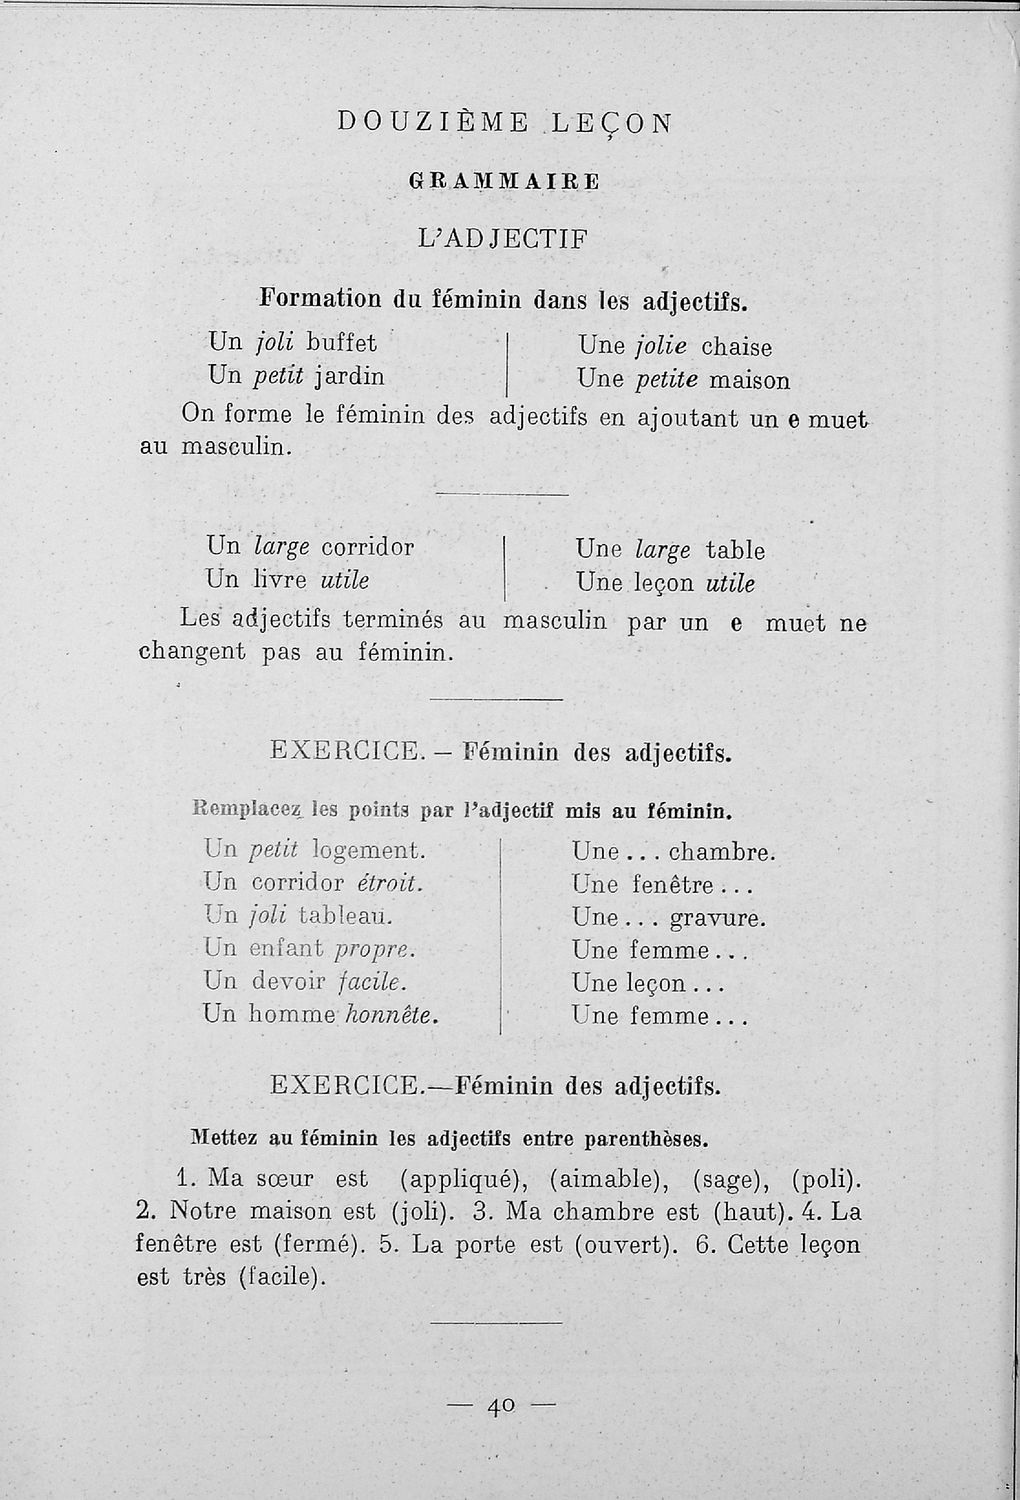 DOUZIÈME LEÇON
GRAMMAIRE
L'ADJECTIF
Formation du féminin dans les adjectifs.
Un joli buffet Une jolie chaise
Un petit jardin Une petite maison
On forme le féminin des adjectifs en ajoutant un e muet
au masculin.
Un large corridor Une large table
Un livre utile Une leçon utile
Les adjectifs terminés au masculin par un e muet ne
changent pas au féminin.
EXERCICE. — Féminin des adjectifs.
Remplacez les points par l'adjectif mis au féminin.
Un petit logement. Une... chambre.
Un corridor étroit. Une fenêtre...
Un joli tableau. Une... gravure.
Un enfant propre. Une femme...
Un devoir facile. Une leçon...
Un homme honnête. Une femme...
EXERCICE.—Féminin des adjectifs.
Mettez au féminin les adjectifs entre parenthèses.
1. Ma sœur est (appliqué), (aimable), (sage), (poli).
2. Notre maison est (joli). 3. Ma chambre est (haut). 4. La
fenêtre est (fermé). 5. La porte est (ouvert). 6. Cette leçon
est très (facile).
— 40 —